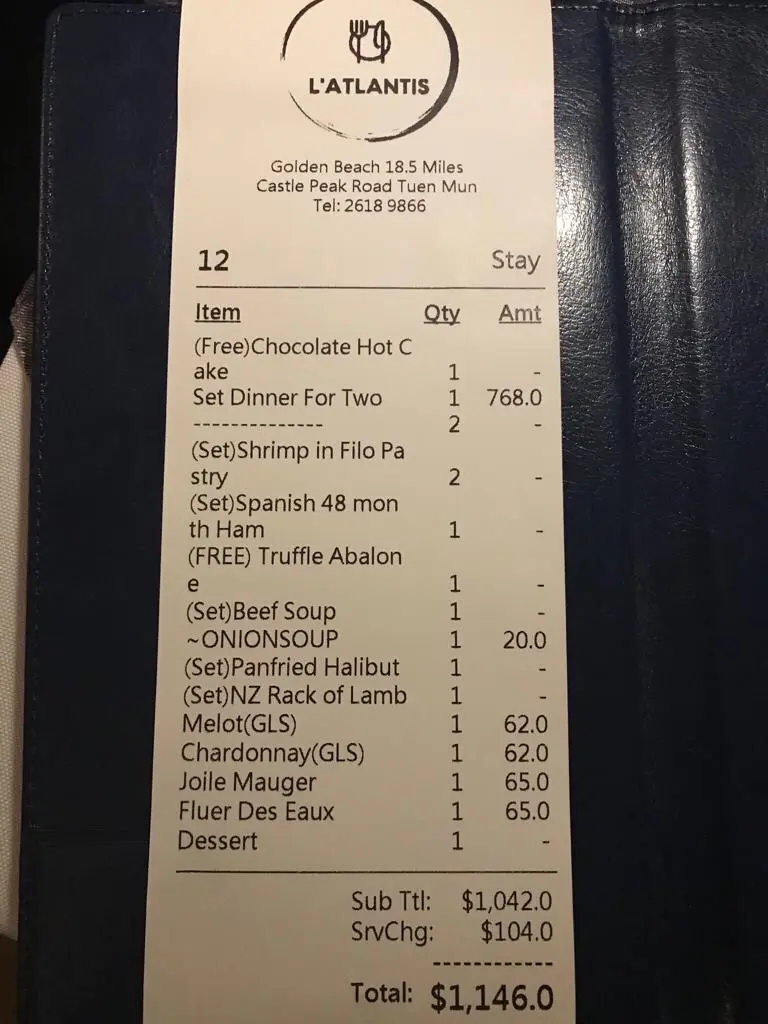 L'ATLANTIS
Golden Beach 18.5 Miles
Castle Peak Road Tuen Mun
Tel: 2618 9866
12 Stay
Item Qty Amt
(Free)Chocolate Hot C
ake 1 -
Set Dinner For Two 1 768.0
-------------- 2 -
(Set)Shrimp in Filo Pa
stry 2 -
(Set)Spanish 48 mon
th Ham 1 -
(FREE) Truffle Abalon
e 1 -
(Set)Beef Soup 1 -
~ONIONSOUP 1 20.0
(Set)Panfried Halibut 1 -
(Set)NZ Rack of Lamb 1 -
Melot(GLS) 1 62.0
Chardonnay(GLS) 1 62.0
Joile Mauger 1 65.0
Fluer Des Eaux 1 65.0
Dessert 1 -
Sub Ttl: $1,042.0
SrvChg: $104.0
------------
Total: $1,146.0